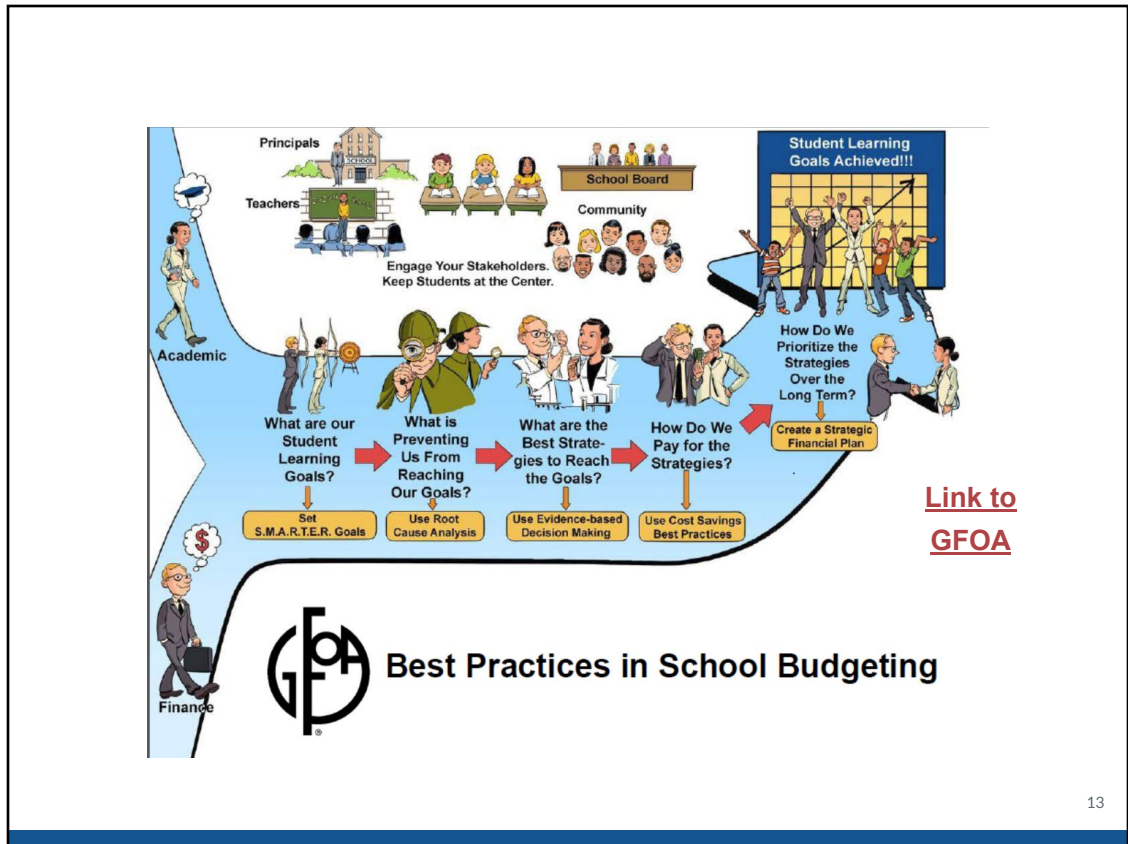 Principals
SCHOOL
Teachers
School Board
Community
Engage Your Stakeholders.
Keep Students at the Center.
Student Learning
Goals Achieved!!!
Academic
What are our
Student
Learning
Goals?
Set
S.M.A.R.T.E.R. Goals
What is
Preventing
Us From
Reaching
Our Goals?
Use Root
Cause Analysis
What are the
Best Strate-
gies to Reach
the Goals?
Use Evidence-based
Decision Making
How Do We
Pay for the
Strategies?
Use Cost Savings
Best Practices
How Do We
Prioritize the
Strategies
Over the
Long Term?
Create a Strategic
Financial Plan
Link to
GFOA
$
Finance
GFOA
®
Best Practices in School Budgeting
13